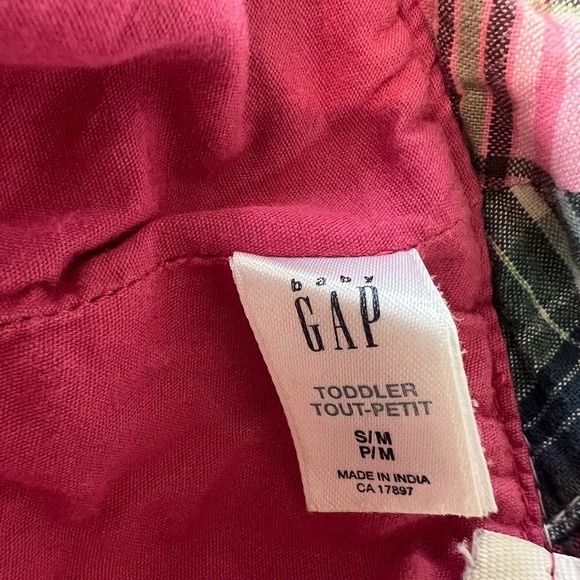 baby
GAP
TODDLER
TOUT-PETIT
S/M
P/M
MADE IN INDIA
CA 17897